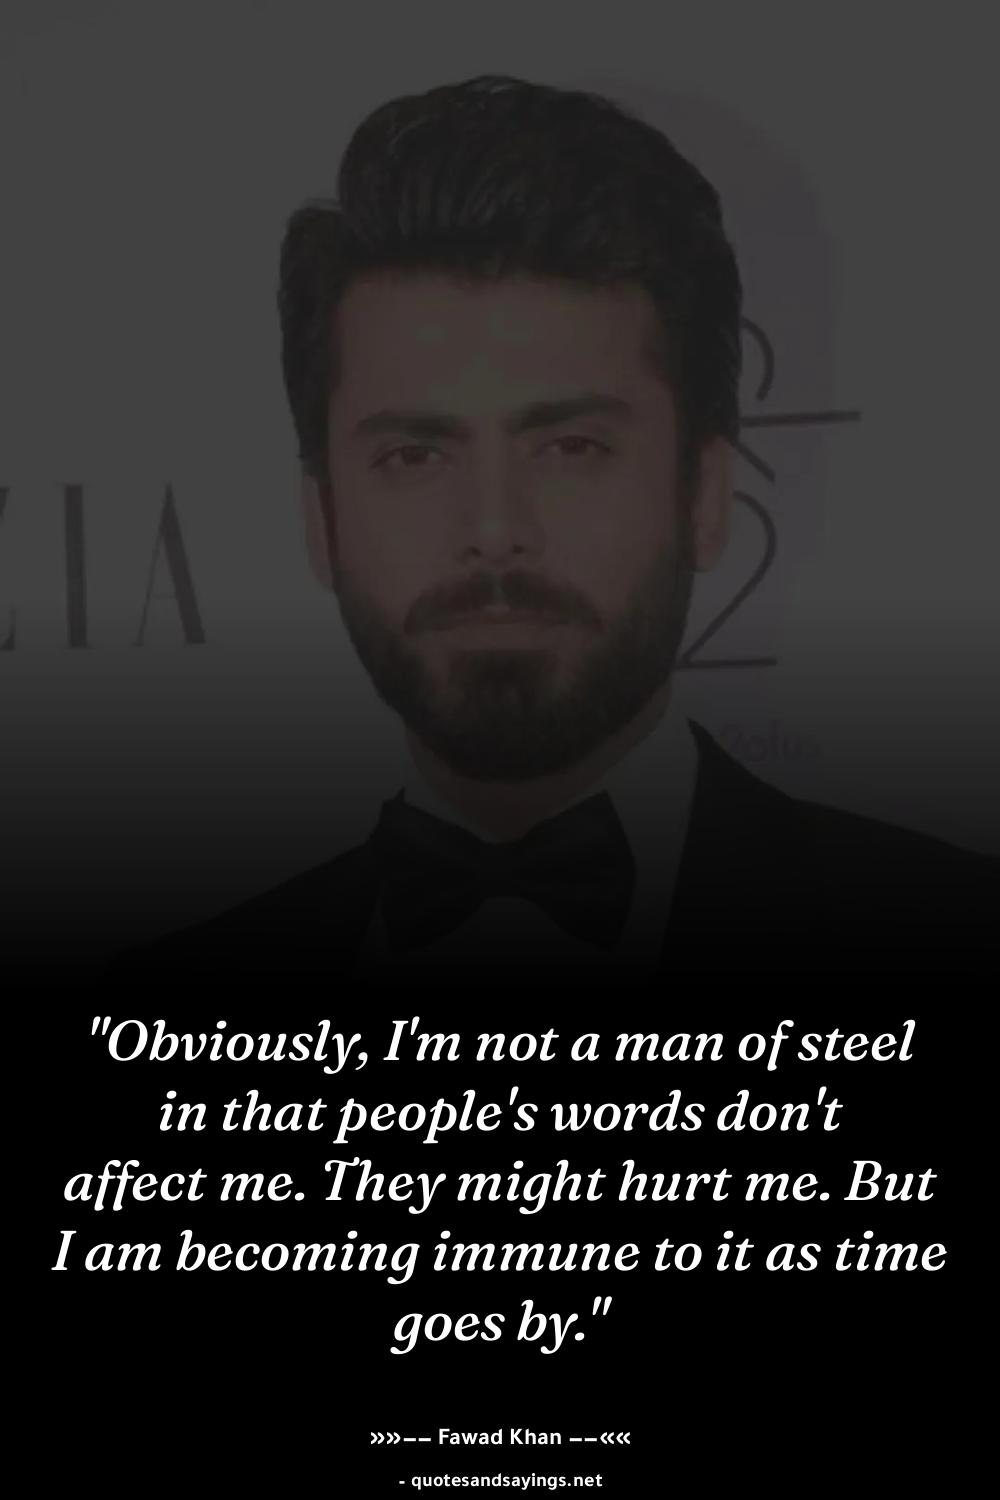 ZIA
"Obviously, I'm not a man of steel
in that people's words don't
affect me. They might hurt me. But
I am becoming immune to it as time
goes by."
»»−− Fawad Khan −−««
- quotesandsayings.net